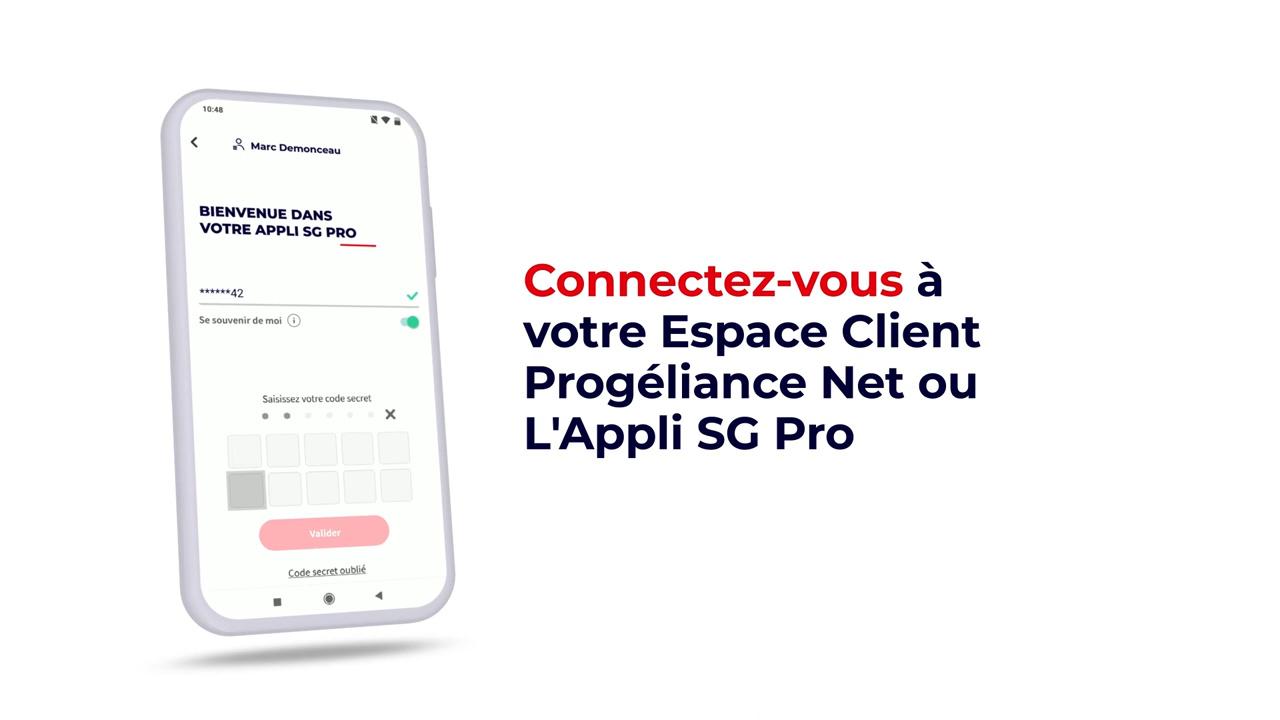 10:48
Marc Demonceau
BIENVENUE DANS
VOTRE APPLI SG PRO
******42
Se souvenir de moi i
Saisissez votre code secret
Valider
Code secret oublié
Connectez-vous à
votre Espace Client
Progéliance Net ou
L'Appli SG Pro